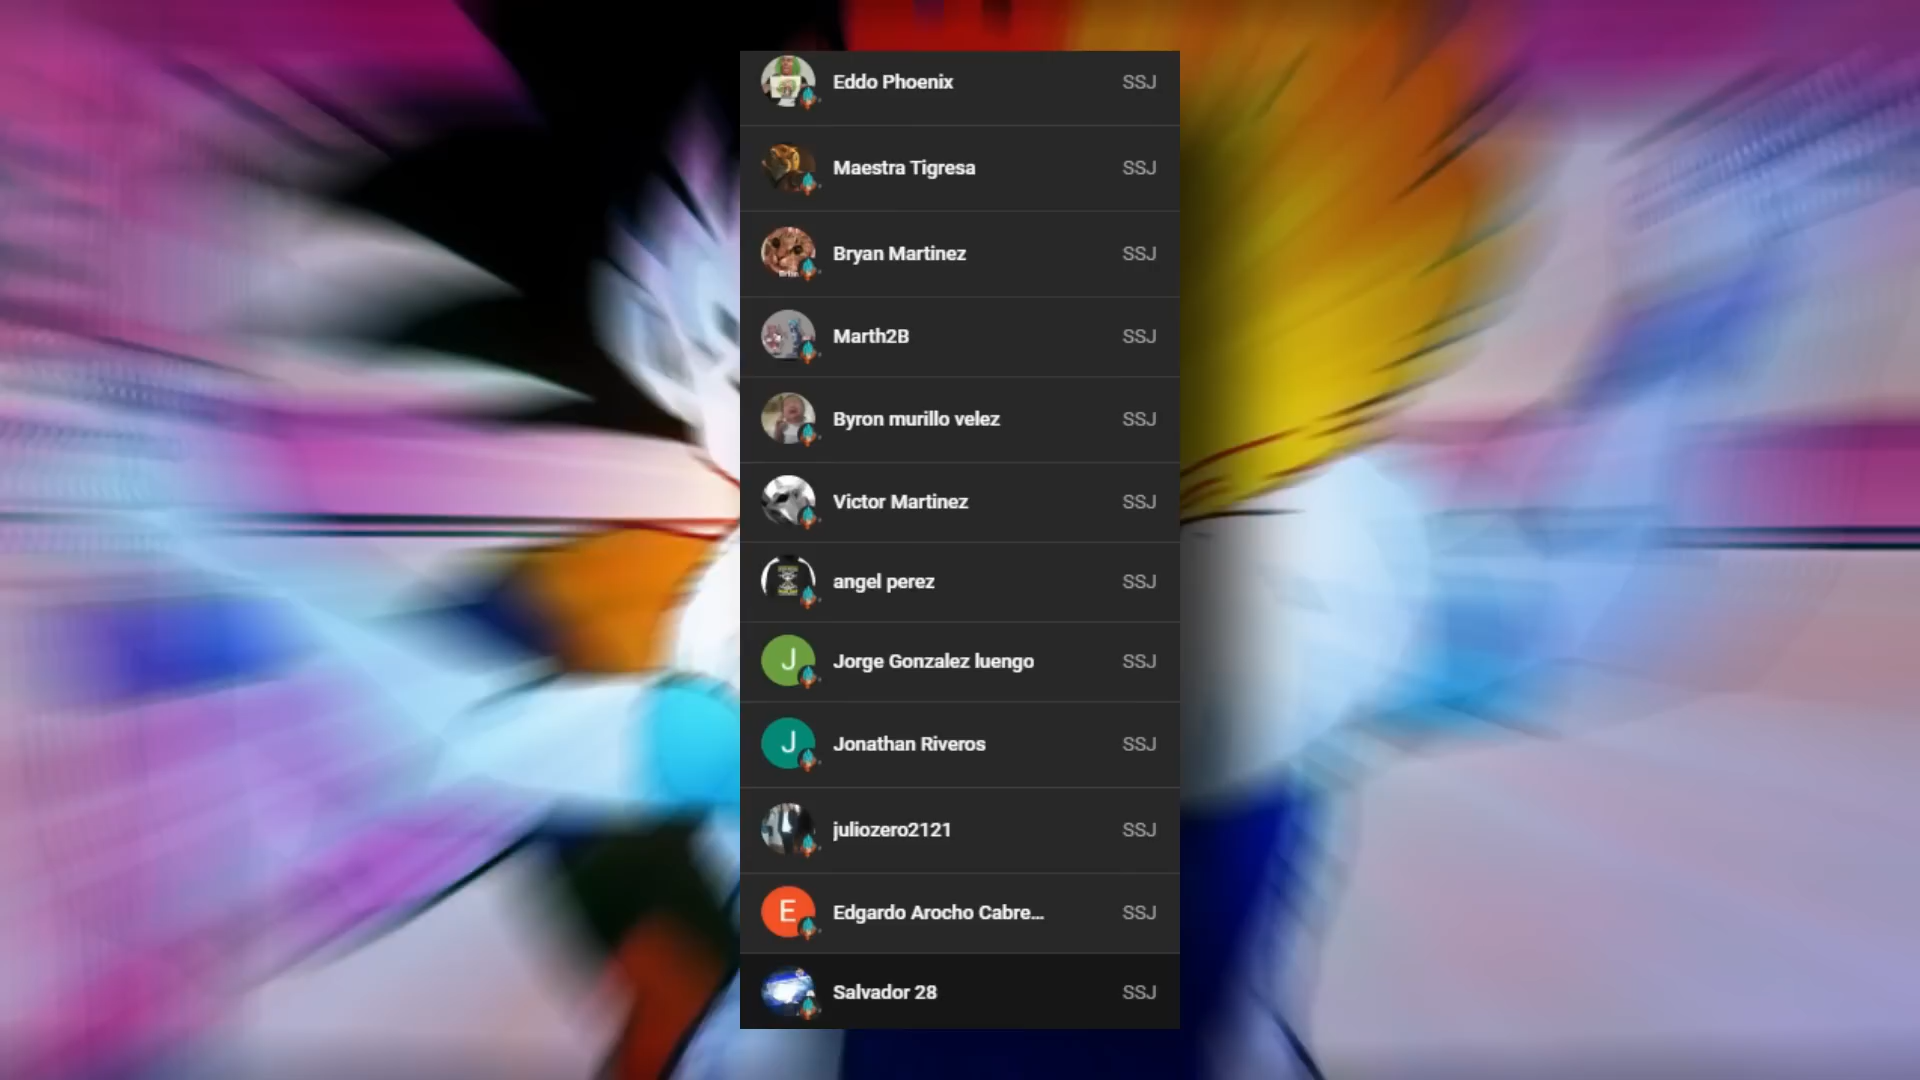 Eddo Phoenix SSJ
Maestra Tigresa SSJ
Bryan Martinez SSJ
Marth2B SSJ
Byron murillo velez SSJ
Victor Martinez SSJ
angel perez SSJ
J Jorge Gonzalez luengo SSJ
J Jonathan Riveros SSJ
juliozero2121 SSJ
E Edgardo Arocho Cabre... SSJ
Salvador 28 SSJ